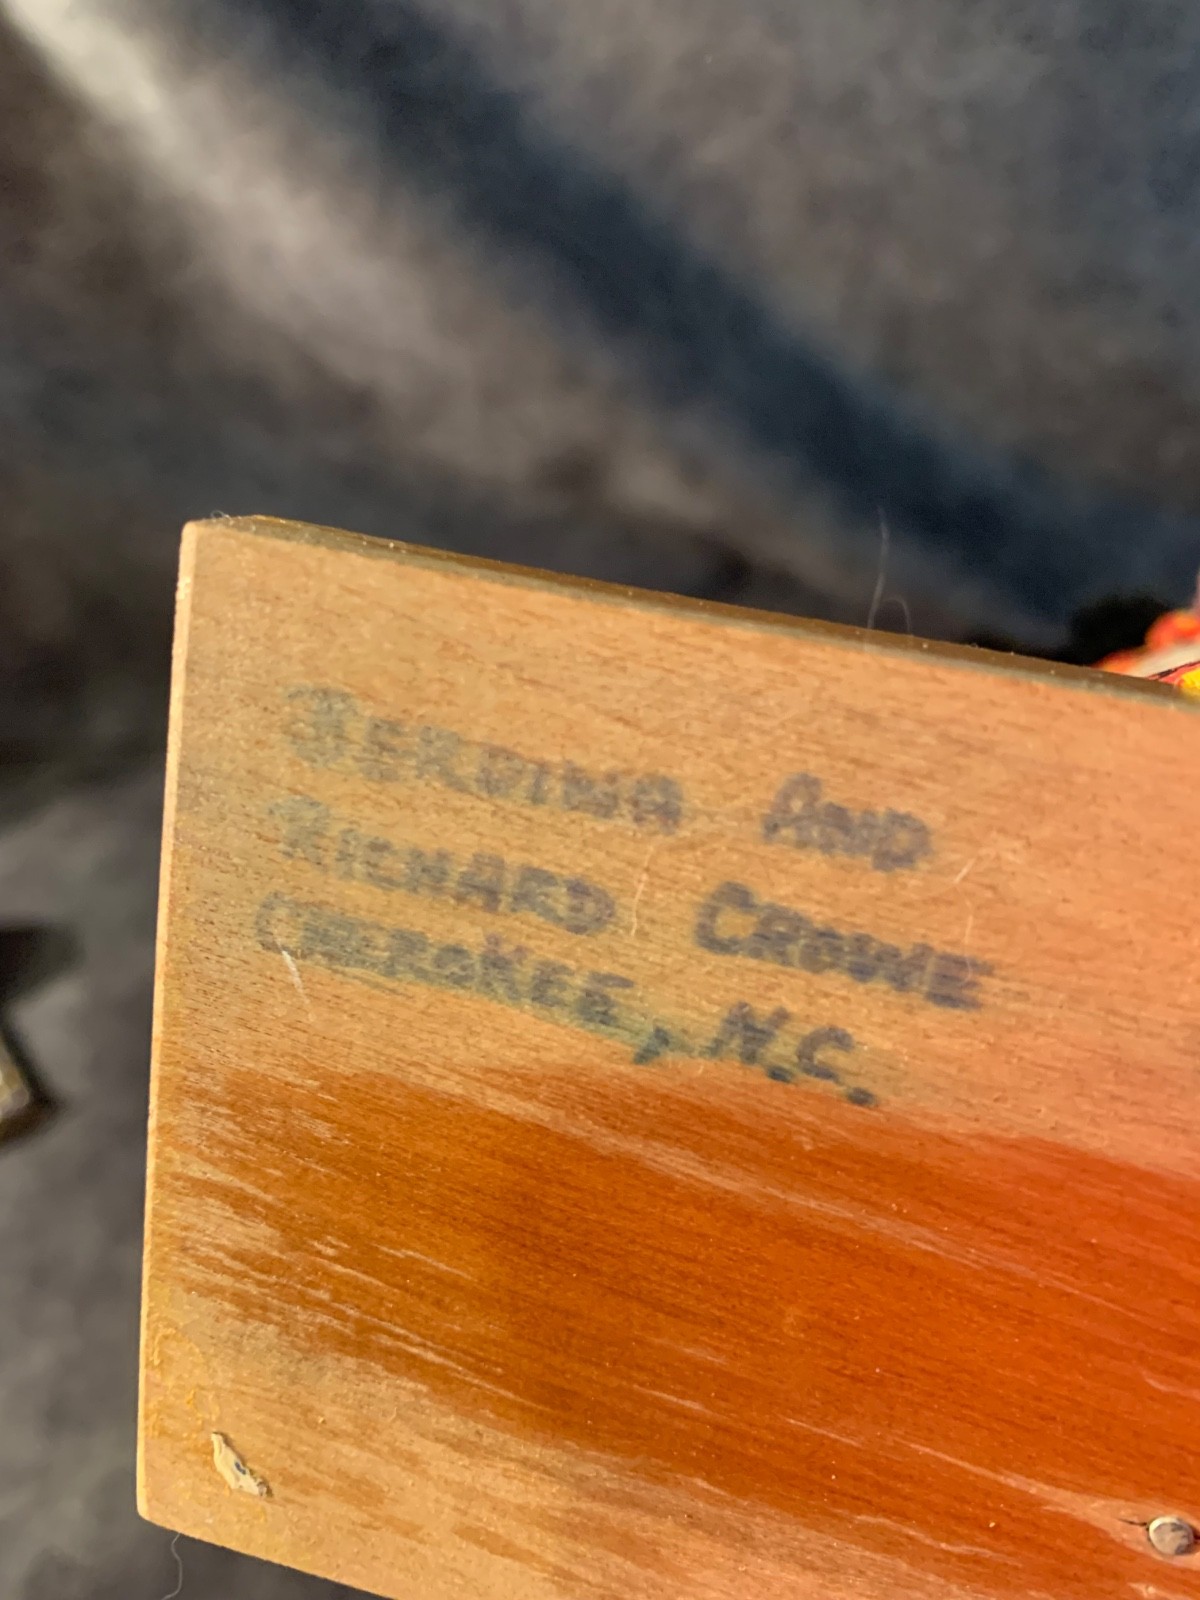 Berdina And
Richard Crowe
Cherokee, N.C.